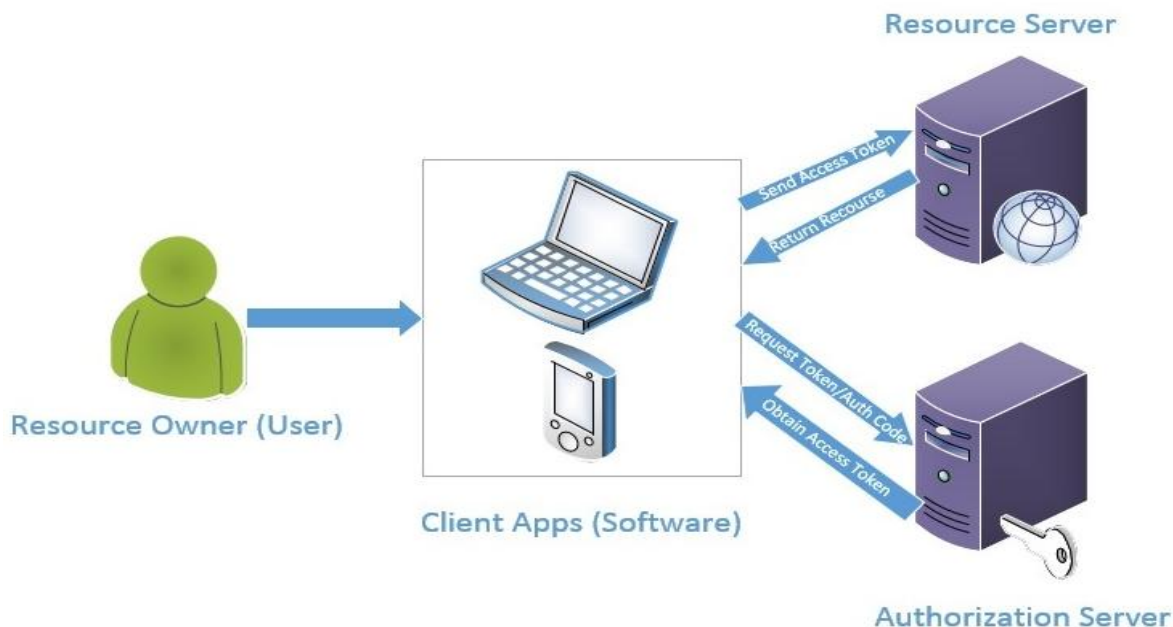 Resource Server
Send Access Token
Return Recourse
Resource Owner (User)
Request Token/Auth Code
Obtain Access Token
Client Apps (Software)
Authorization Server